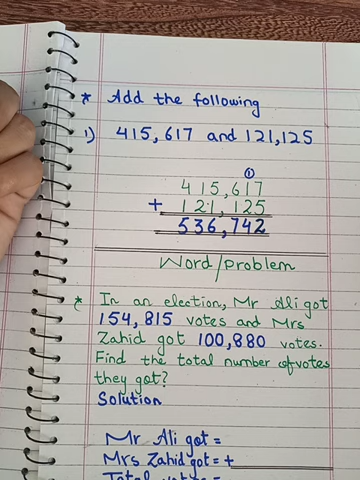 * Add the following
1) 415,617 and 121,125
①
415,617
+ 121,125
536,742
Word/Problem
* In an election, Mr Ali got
154,815 votes and Mrs
Zahid got 100,880 votes.
Find the total number of votes
they got?
Solution
Mr Ali got =
Mrs Zahid got = +
Total votes =